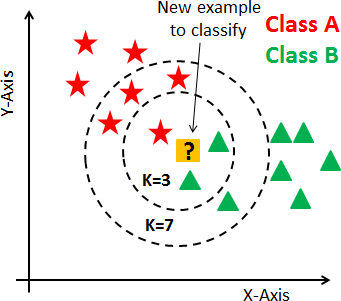 New example
to classify
Class A
Class B
Y-Axis
?
K=3
K=7
X-Axis